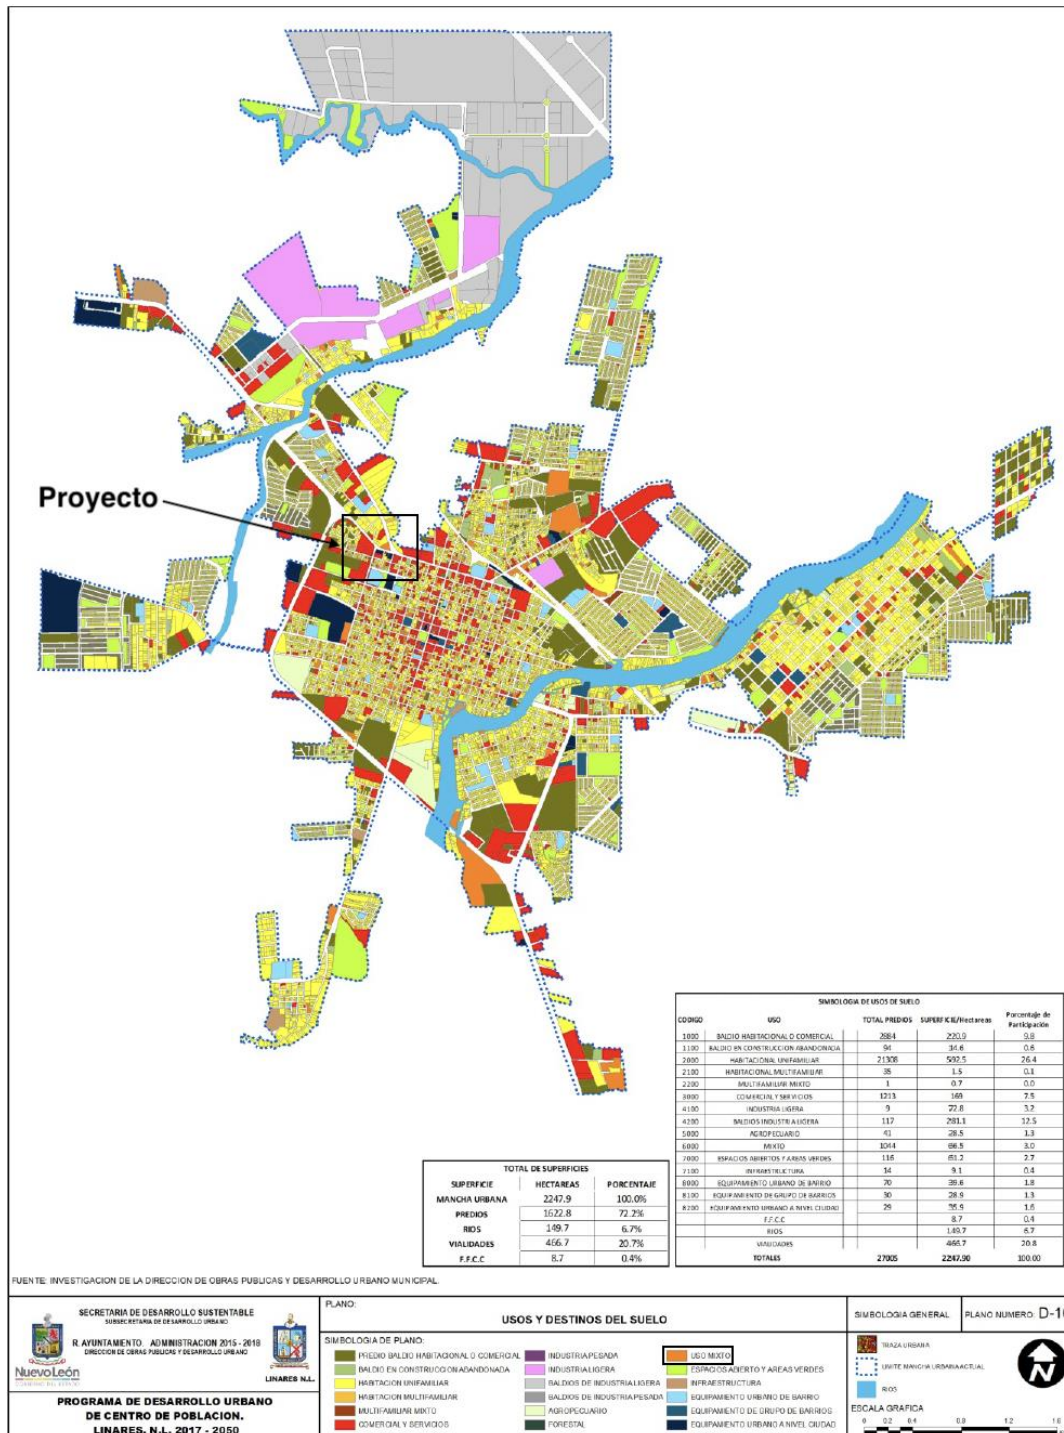 Proyecto
SIMBOLOGIA DE USOS DE SUELO
CODIGO USO TOTAL PREDIOS SUPERFICIE/Hectareas Porcentaje de Participación
1000 BALDIO HABITACIONAL O COMERCIAL 2884 220.9 9.8
1100 BALDIO EN CONSTRUCCION ABANDONADA 94 14.6 0.6
2000 HABITACIONAL UNIFAMILIAR 21308 592.5 26.4
2100 HABITACIONAL MULTIFAMILIAR 35 1.5 0.1
2200 MULTIFAMILIAR MIXTO 1 0.7 0.0
3000 COMERCIAL Y SERVICIOS 1213 169 7.5
4100 INDUSTRIA LIGERA 9 72.8 3.2
4200 BALDIOS INDUSTRIA LIGERA 117 281.1 12.5
5000 AGROPECUARIO 41 28.5 1.3
6000 MIXTO 1044 66.5 3.0
7000 ESPACIOS ABIERTOS Y AREAS VERDES 116 61.2 2.7
7100 INFRAESTRUCTURA 14 9.1 0.4
8000 EQUIPAMIENTO URBANO DE BARRIO 70 39.6 1.8
8100 EQUIPAMIENTO DE GRUPO DE BARRIOS 30 28.9 1.3
8200 EQUIPAMIENTO URBANO A NIVEL CIUDAD 29 35.9 1.6
F.F.C.C 8.7 0.4
RIOS 149.7 6.7
VIALIDADES 466.7 20.8
TOTALES 27005 2247.90 100.00
TOTAL DE SUPERFICIES
SUPERFICIE HECTAREAS PORCENTAJE
MANCHA URBANA 2247.9 100.0%
PREDIOS 1622.8 72.2%
RIOS 149.7 6.7%
VIALIDADES 466.7 20.7%
F.F.C.C 8.7 0.4%
FUENTE: INVESTIGACION DE LA DIRECCION DE OBRAS PUBLICAS Y DESARROLLO URBANO MUNICIPAL.
SECRETARIA DE DESARROLLO SUSTENTABLE
SUBSECRETARIA DE DESARROLLO URBANO
R. AYUNTAMIENTO. ADMINISTRACION 2015 - 2018
DIRECCION DE OBRAS PUBLICAS Y DESARROLLO URBANO
Nuevo León
LINARES N.L.
PROGRAMA DE DESARROLLO URBANO
DE CENTRO DE POBLACION.
LINARES, N.L. 2017 - 2050
PLANO:
USOS Y DESTINOS DEL SUELO
SIMBOLOGIA DE PLANO:
PREDIO BALDIO HABITACIONAL O COMERCIAL
BALDIO EN CONSTRUCCION ABANDONADA
HABITACION UNIFAMILIAR
HABITACION MULTIFAMILIAR
MULTIFAMILIAR MIXTO
COMERCIAL Y SERVICIOS
INDUSTRIA PESADA
INDUSTRIA LIGERA
BALDIOS DE INDUSTRIA LIGERA
BALDIOS DE INDUSTRIA PESADA
AGROPECUARIO
FORESTAL
USO MIXTO
ESPACIOS ABIERTO Y AREAS VERDES
INFRAESTRUCTURA
EQUIPAMIENTO URBANO DE BARRIO
EQUIPAMIENTO DE GRUPO DE BARRIOS
EQUIPAMIENTO URBANO A NIVEL CIUDAD
SIMBOLOGIA GENERAL
PLANO NUMERO: D-10
TRAZA URBANA
LIMITE MANCHA URBANA ACTUAL
RIOS
N
ESCALA GRAFICA
0 0.2 0.4 0.8 1.2 1.6